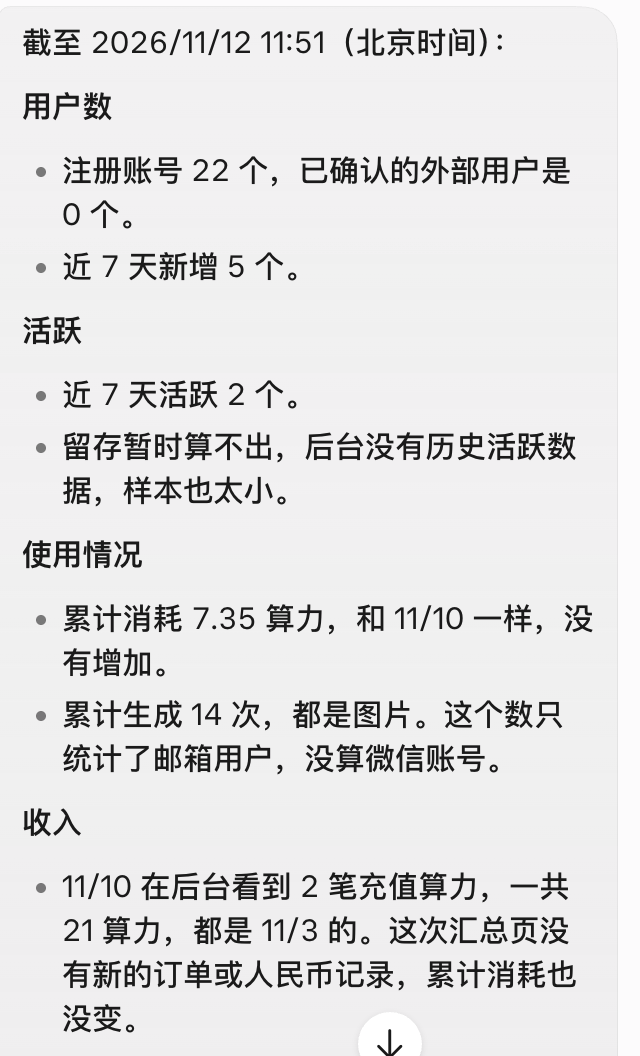 截至 2026/11/12 11:51（北京时间）：
用户数
• 注册账号 22 个，已确认的外部用户是
0 个。
• 近 7 天新增 5 个。
活跃
• 近 7 天活跃 2 个。
• 留存暂时算不出，后台没有历史活跃数
据，样本也太小。
使用情况
• 累计消耗 7.35 算力，和 11/10 一样，没
有增加。
• 累计生成 14 次，都是图片。这个数只
统计了邮箱用户，没算微信账号。
收入
• 11/10 在后台看到 2 笔充值算力，一共
21 算力，都是 11/3 的。这次汇总页没
有新的订单或人民币记录，累计消耗也
没变。